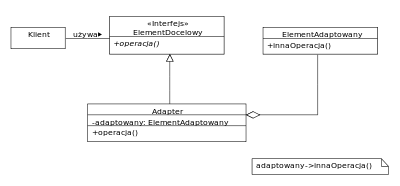 Klient
używa
«Interfejs»
ElementDocelowy
+operacja()
ElementAdaptowany
+innaOperacja()
Adapter
-adaptowany: ElementAdaptowany
+operacja()
adaptowany->innaOperacja()